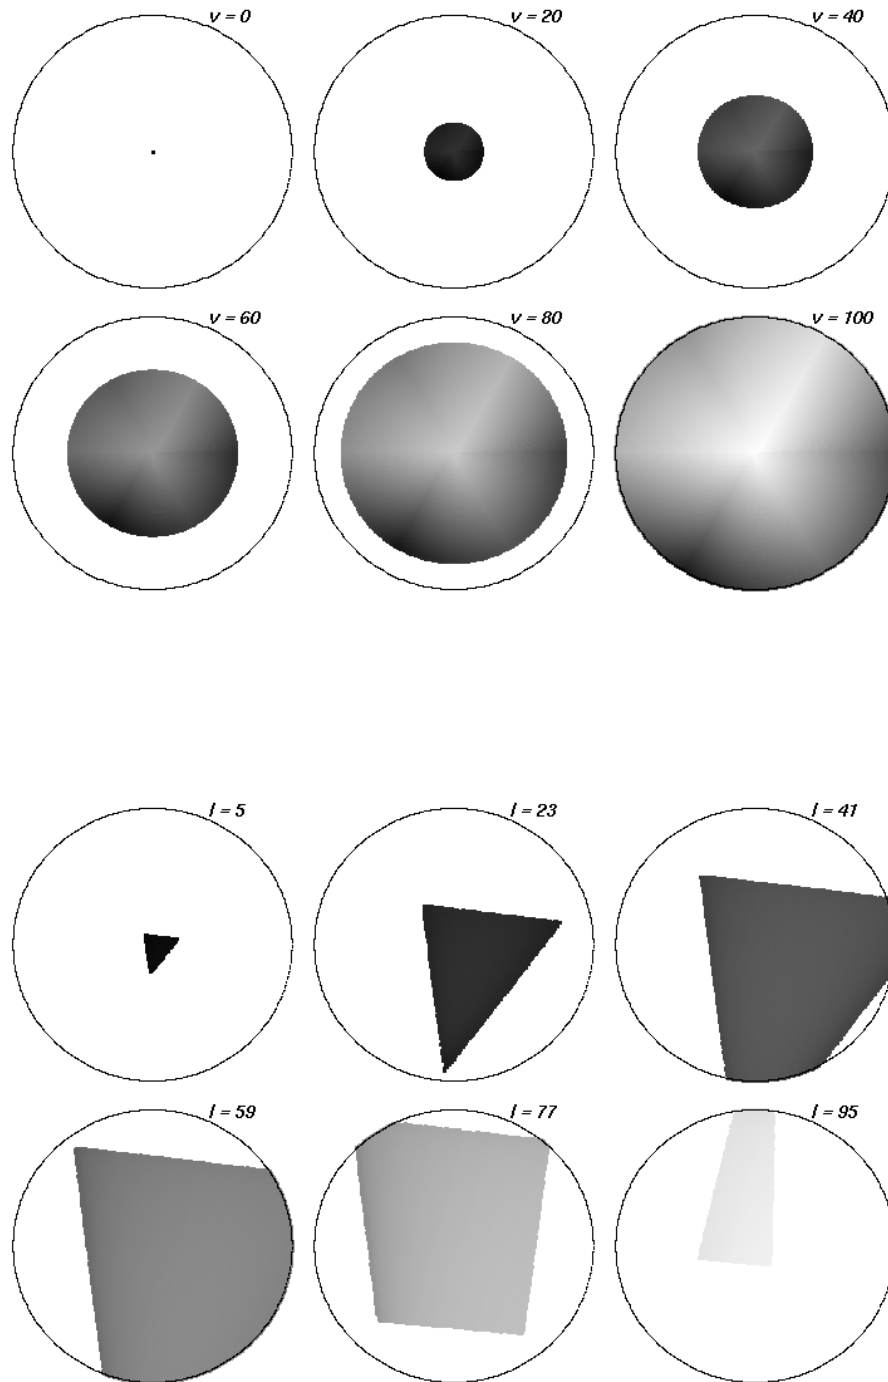 v = 0
v = 20
v = 40
v = 60
v = 80
v = 100
l = 5
l = 23
l = 41
l = 59
l = 77
l = 95